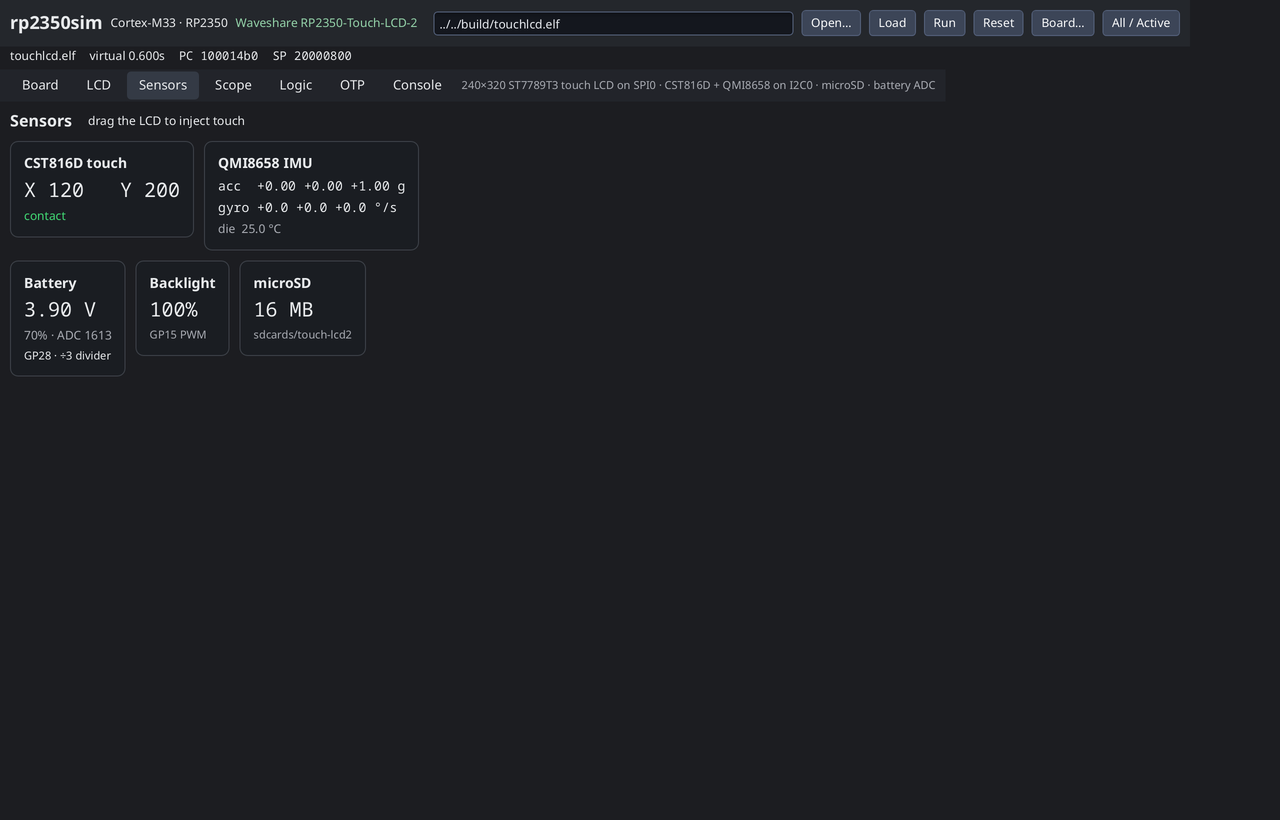 rp2350sim Cortex-M33 · RP2350 Waveshare RP2350-Touch-LCD-2 ../../build/touchlcd.elf Open... Load Run Reset Board... All / Active
touchlcd.elf virtual 0.600s PC 100014b0 SP 20000800
Board LCD Sensors Scope Logic OTP Console 240×320 ST7789T3 touch LCD on SPI0 · CST816D + QMI8658 on I2C0 · microSD · battery ADC
Sensors drag the LCD to inject touch
CST816D touch
X 120 Y 200
contact
QMI8658 IMU
acc +0.00 +0.00 +1.00 g
gyro +0.0 +0.0 +0.0 °/s
die 25.0 °C
Battery
3.90 V
70% · ADC 1613
GP28 · ÷3 divider
Backlight
100%
GP15 PWM
microSD
16 MB
sdcards/touch-lcd2